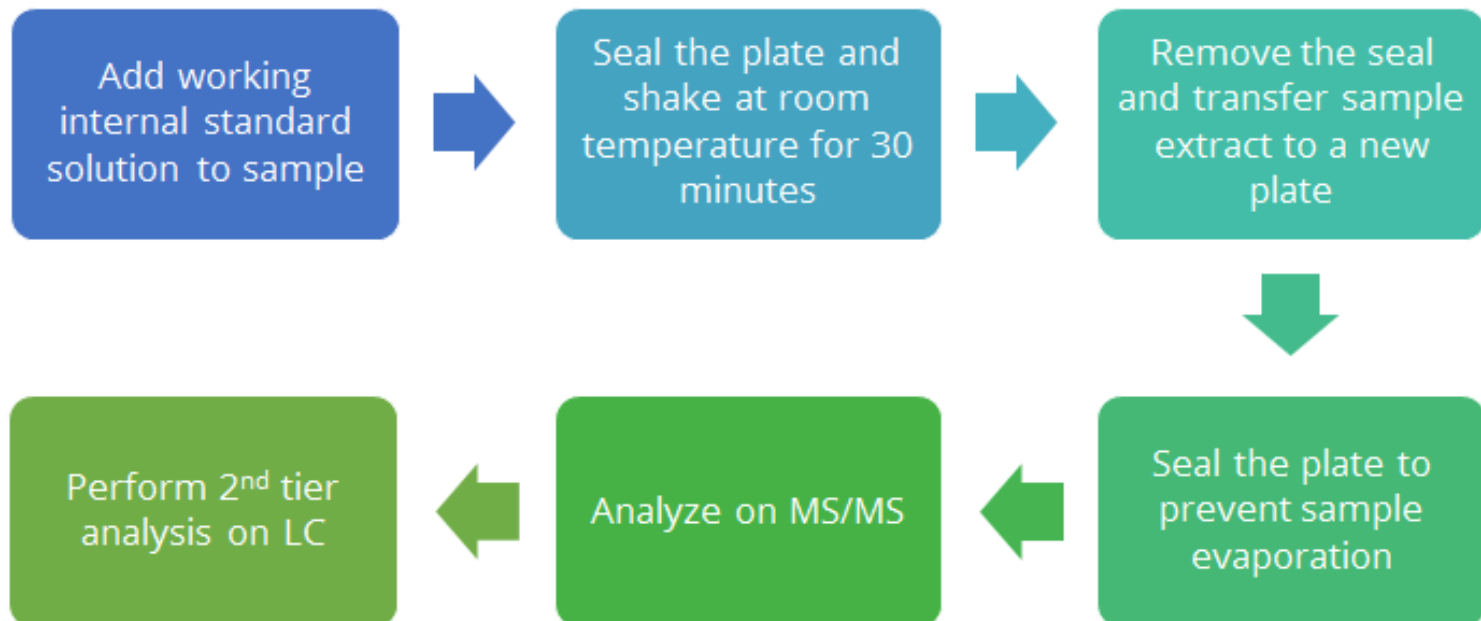 Add working
internal standard
solution to sample
Seal the plate and
shake at room
temperature for 30
minutes
Remove the seal
and transfer sample
extract to a new
plate
Seal the plate to
prevent sample
evaporation
Analyze on MS/MS
Perform 2nd tier
analysis on LC